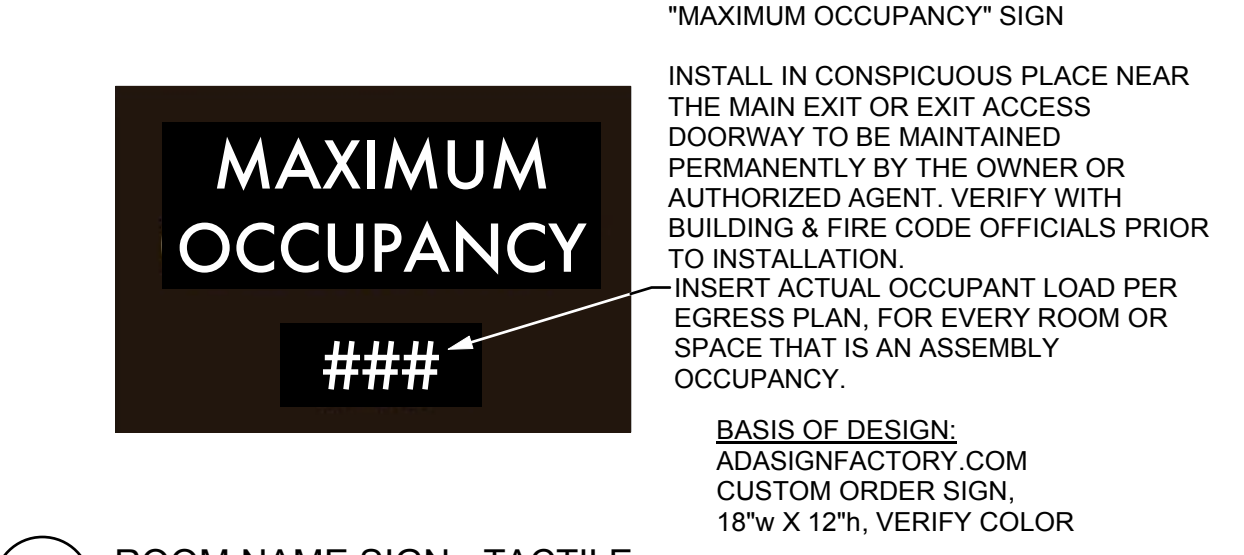 "MAXIMUM OCCUPANCY" SIGN
INSTALL IN CONSPICUOUS PLACE NEAR
THE MAIN EXIT OR EXIT ACCESS
DOORWAY TO BE MAINTAINED
PERMANENTLY BY THE OWNER OR
AUTHORIZED AGENT. VERIFY WITH
BUILDING & FIRE CODE OFFICIALS PRIOR
TO INSTALLATION.
INSERT ACTUAL OCCUPANT LOAD PER
EGRESS PLAN, FOR EVERY ROOM OR
SPACE THAT IS AN ASSEMBLY
OCCUPANCY.
MAXIMUM
OCCUPANCY
###
BASIS OF DESIGN:
ADASIGNFACTORY.COM
CUSTOM ORDER SIGN,
18"w X 12"h, VERIFY COLOR
ROOM NAME SIGN - TACTILE